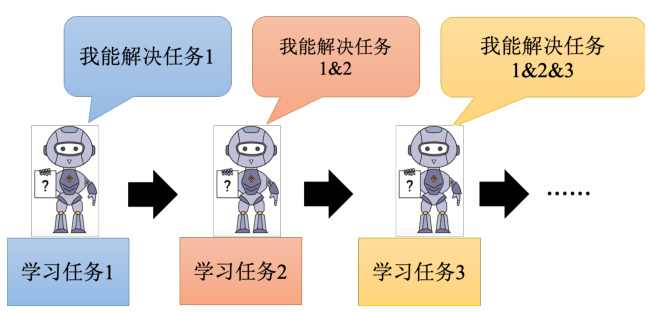 我能解决任务1
我能解决任务
1&2
我能解决任务
1&2&3
?
?
?
......
学习任务1
学习任务2
学习任务3